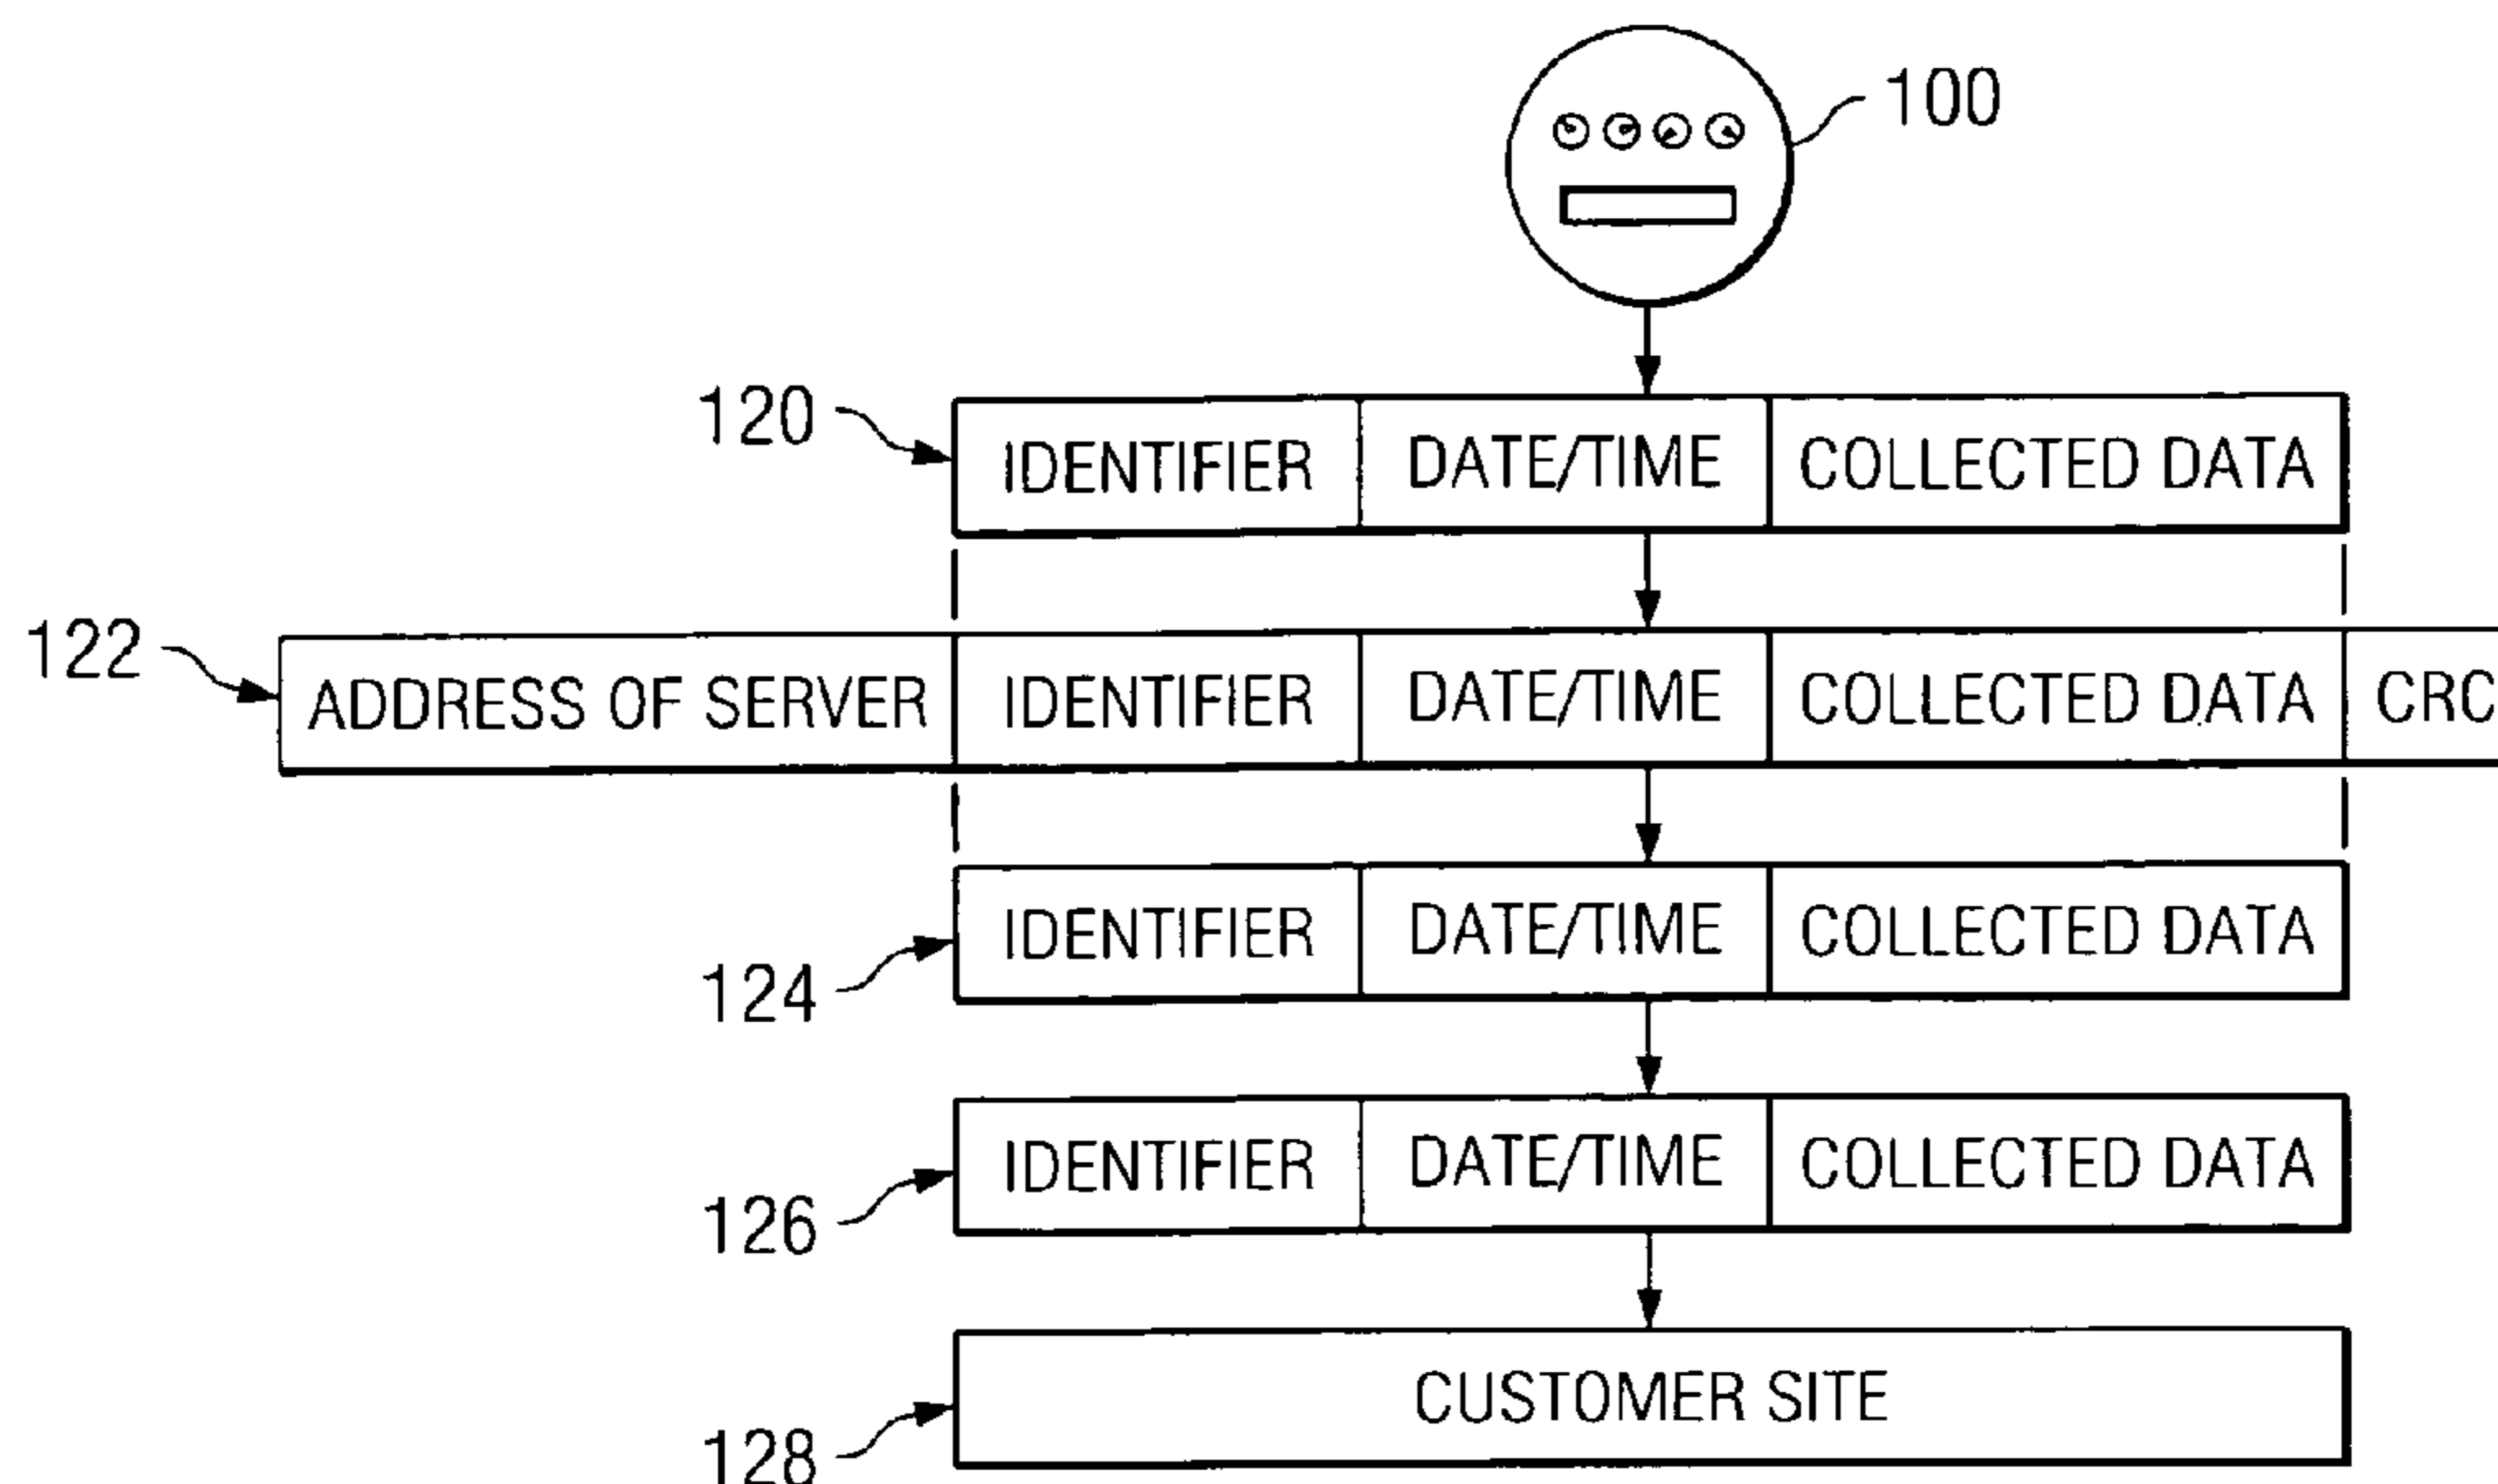 100
120 IDENTIFIER DATE/TIME COLLECTED DATA
122 ADDRESS OF SERVER IDENTIFIER DATE/TIME COLLECTED DATA CRC
IDENTIFIER DATE/TIME COLLECTED DATA
124
IDENTIFIER DATE/TIME COLLECTED DATA
126
CUSTOMER SITE
128